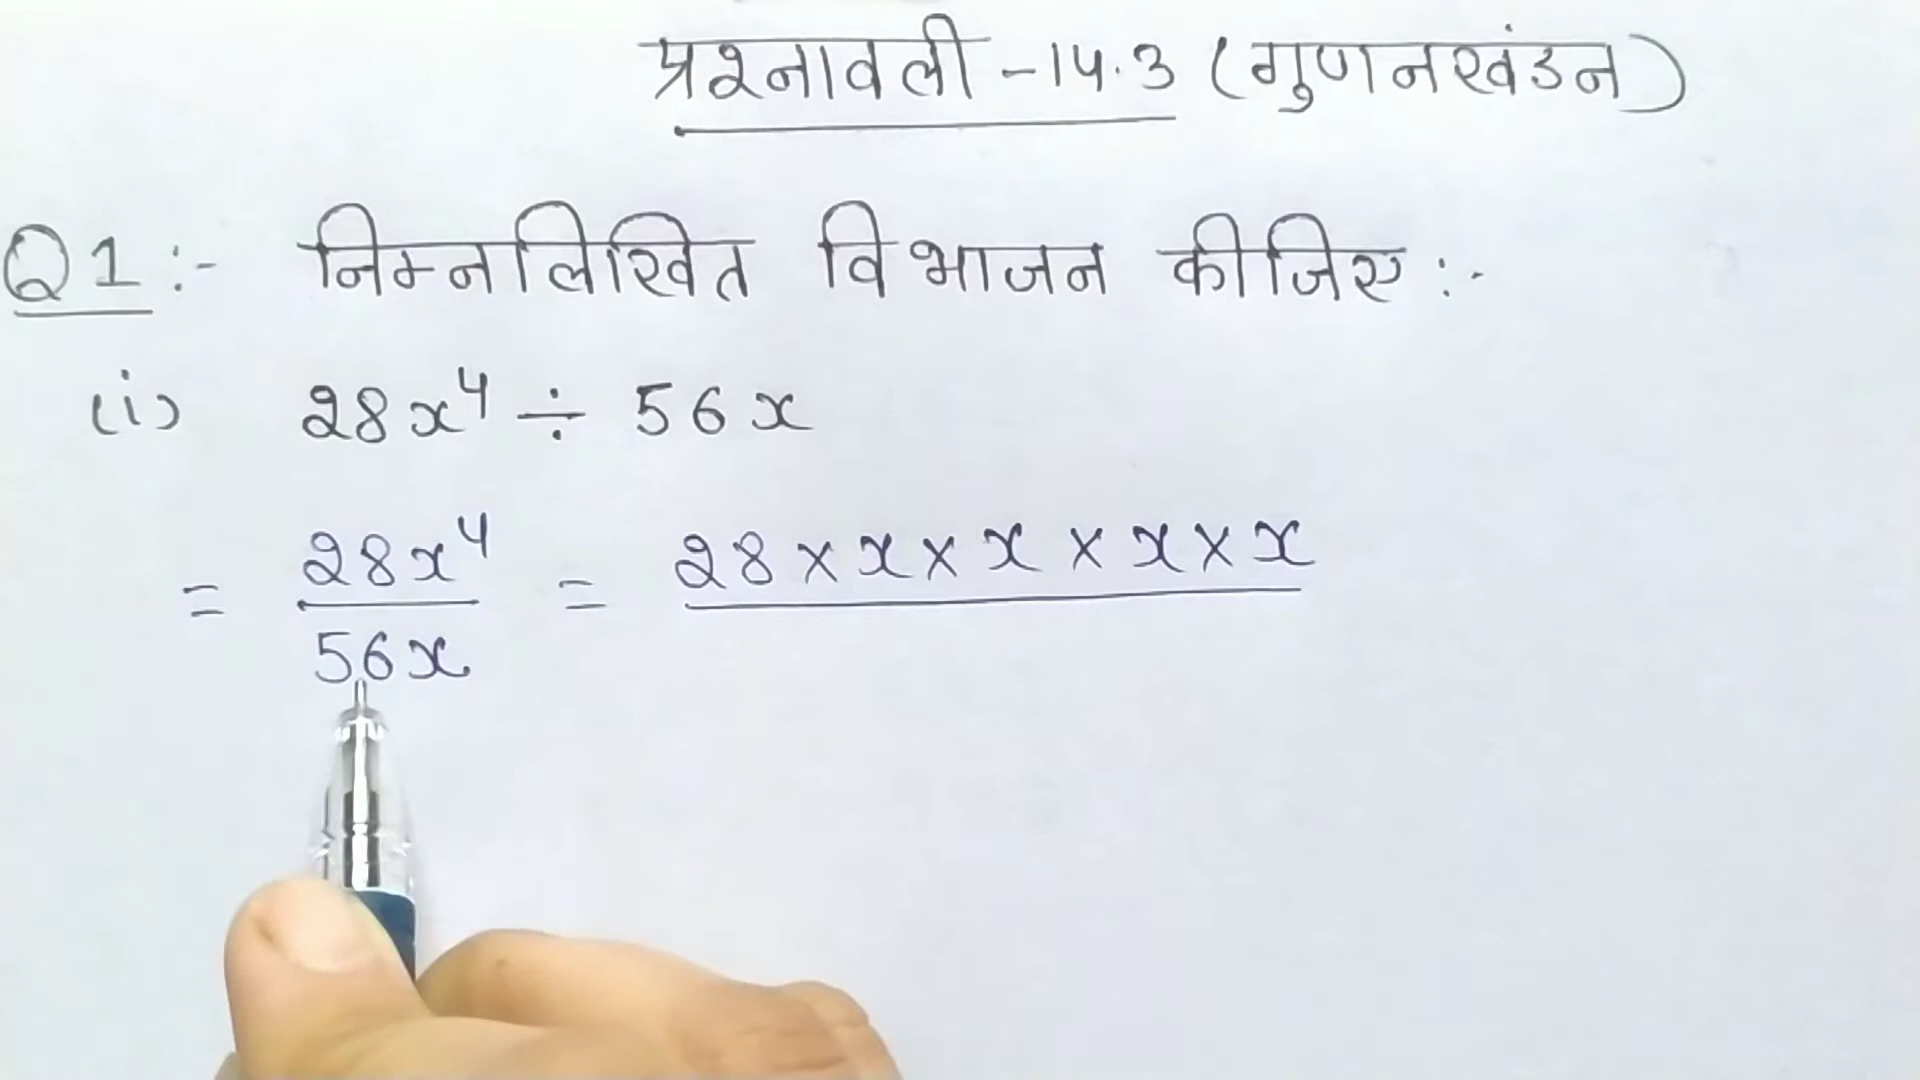 प्रश्नावली - 14.3 (गुणनखंडन)
Q1 :- निम्नलिखित विभाजन कीजिए :-
(i) 28x⁴ ÷ 56x
= 28x⁴/56x = 28 × x × x × x × x